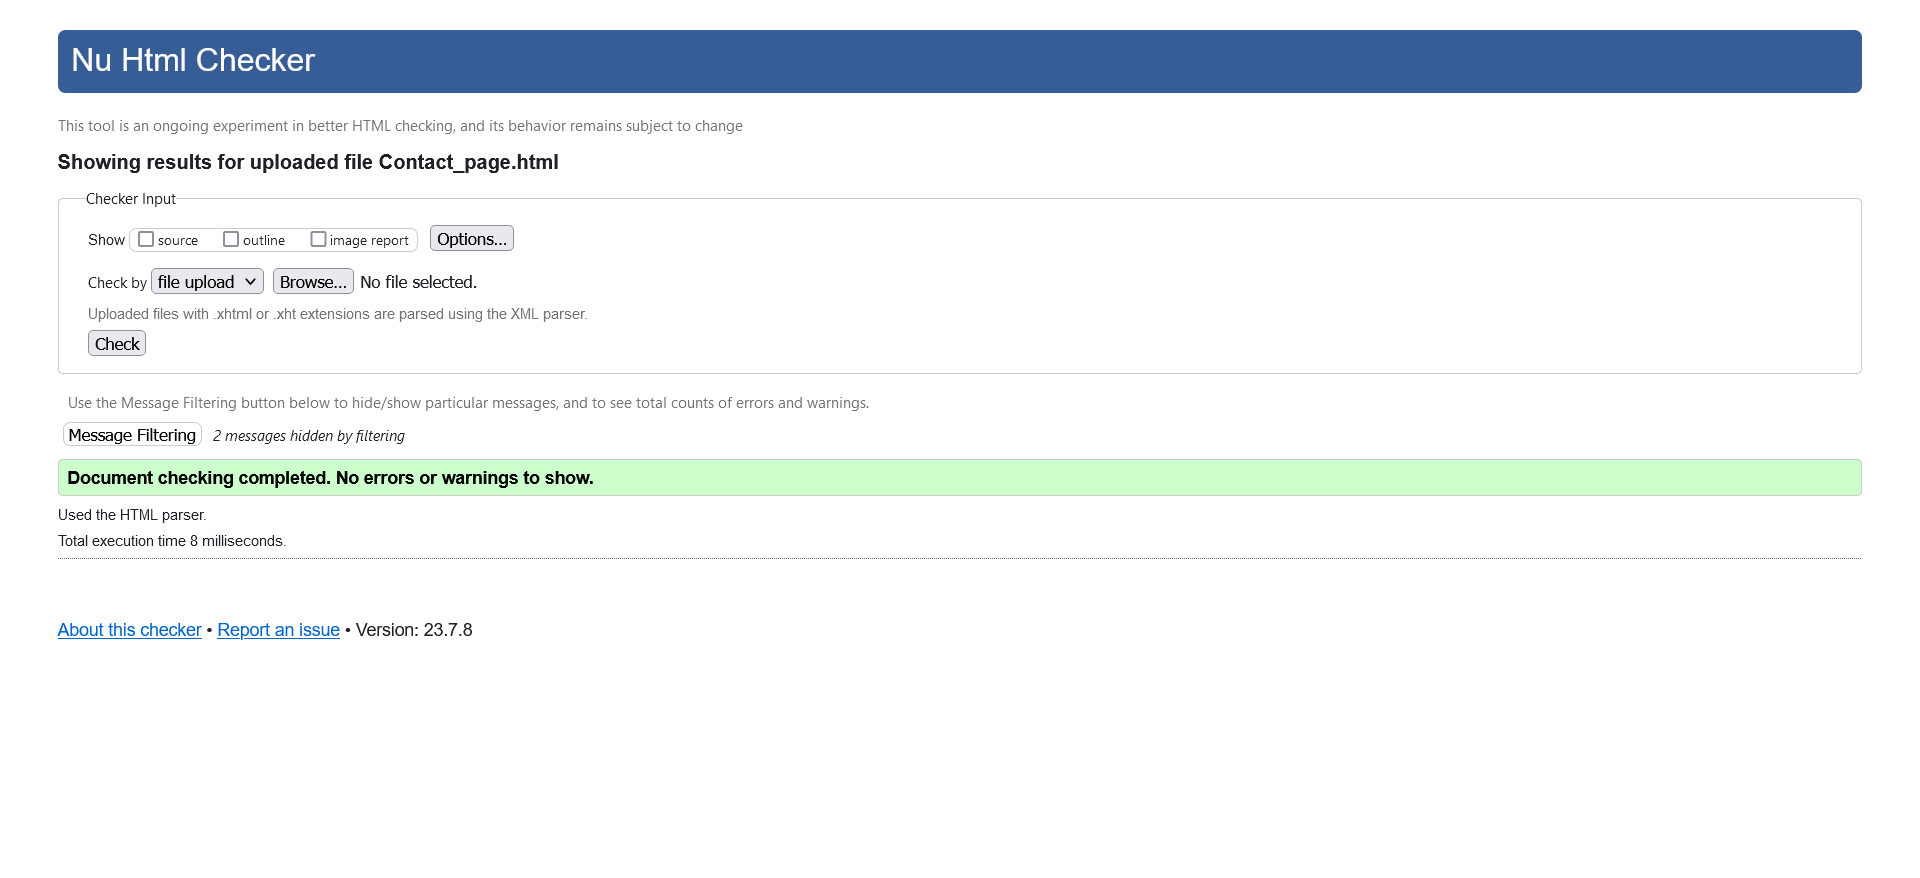 Nu Html Checker
This tool is an ongoing experiment in better HTML checking, and its behavior remains subject to change
Showing results for uploaded file Contact_page.html
Checker Input
Show source outline image report Options...
Check by file upload Browse... No file selected.
Uploaded files with .xhtml or .xht extensions are parsed using the XML parser.
Check
Use the Message Filtering button below to hide/show particular messages, and to see total counts of errors and warnings.
Message Filtering 2 messages hidden by filtering
Document checking completed. No errors or warnings to show.
Used the HTML parser.
Total execution time 8 milliseconds.
About this checker • Report an issue • Version: 23.7.8